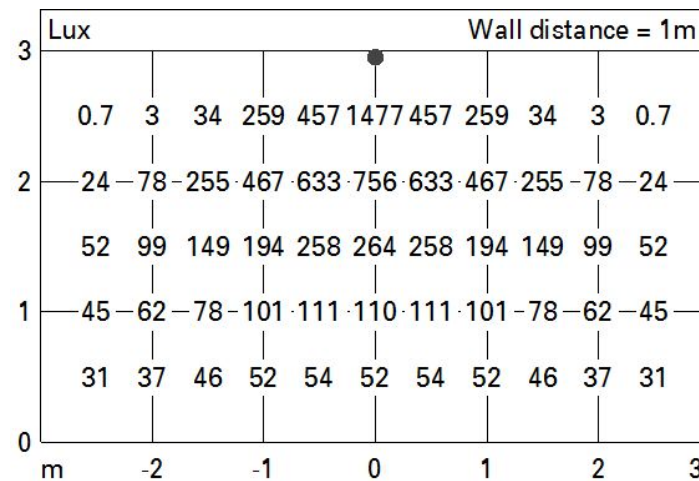 Lux Wall distance = 1m
3
0.7 3 34 259 457 1477 457 259 34 3 0.7
2 24 78 255 467 633 756 633 467 255 78 24
52 99 149 194 258 264 258 194 149 99 52
1 45 62 78 101 111 110 111 101 78 62 45
31 37 46 52 54 52 54 52 46 37 31
0
m -2 -1 0 1 2 3